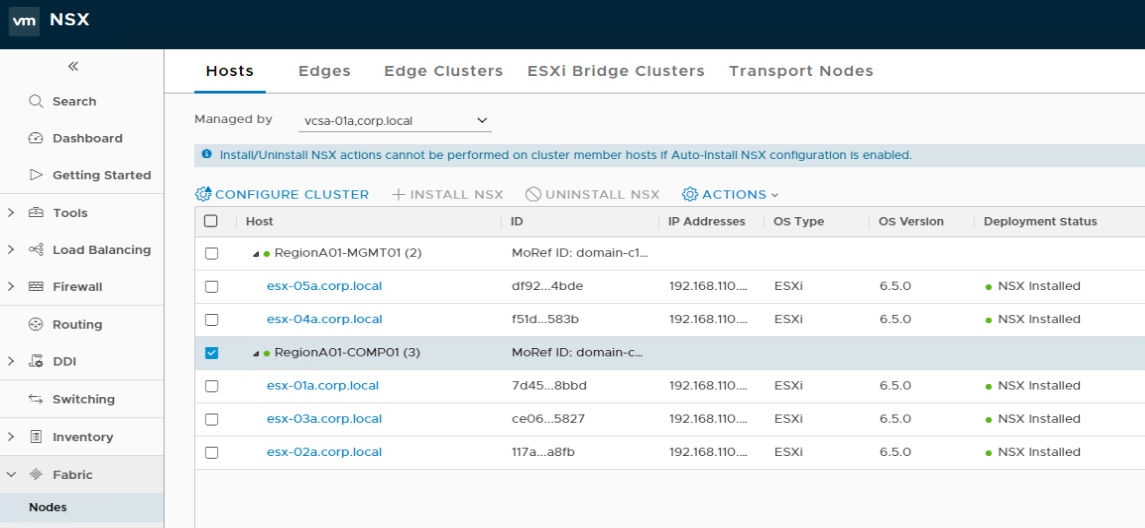 vm NSX
Hosts Edges Edge Clusters ESXi Bridge Clusters Transport Nodes
Search
Dashboard
Getting Started
Tools
Load Balancing
Firewall
Routing
DDI
Switching
Inventory
Fabric
Nodes
Managed by vcsa-01a,corp.local
Install/Uninstall NSX actions cannot be performed on cluster member hosts if Auto-Install NSX configuration is enabled.
CONFIGURE CLUSTER INSTALL NSX UNINSTALL NSX ACTIONS
Host ID IP Addresses OS Type OS Version Deployment Status
RegionA01-MGMT01 (2) MoRef ID: domain-c1...
esx-05a.corp.local df92...4bde 192.168.110.... ESXi 6.5.0 NSX Installed
esx-04a.corp.local f51d...583b 192.168.110.... ESXi 6.5.0 NSX Installed
RegionA01-COMP01 (3) MoRef ID: domain-c...
esx-01a.corp.local 7d45...8bbd 192.168.110.... ESXi 6.5.0 NSX Installed
esx-03a.corp.local ce06...5827 192.168.110.... ESXi 6.5.0 NSX Installed
esx-02a.corp.local 117a...a8fb 192.168.110.... ESXi 6.5.0 NSX Installed